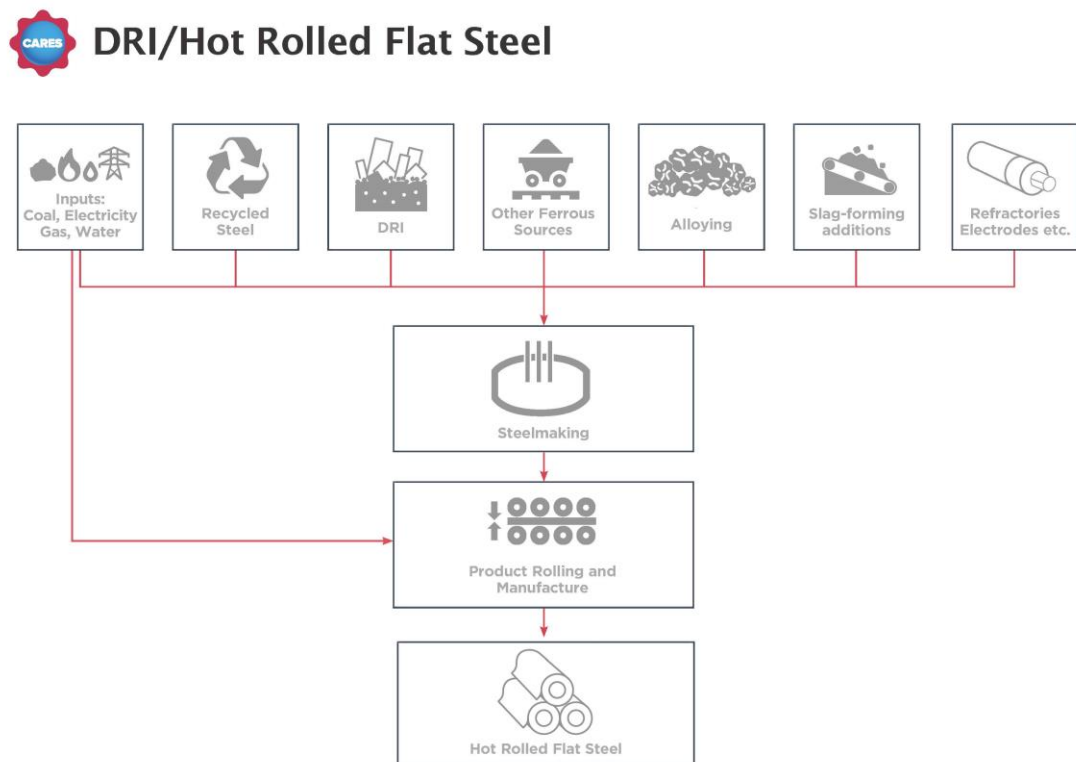 CARES
DRI/Hot Rolled Flat Steel
Inputs:
Coal, Electricity
Gas, Water
Recycled
Steel
DRI
Other Ferrous
Sources
Alloying
Slag-forming
additions
Refractories
Electrodes etc.
Steelmaking
Product Rolling and
Manufacture
Hot Rolled Flat Steel